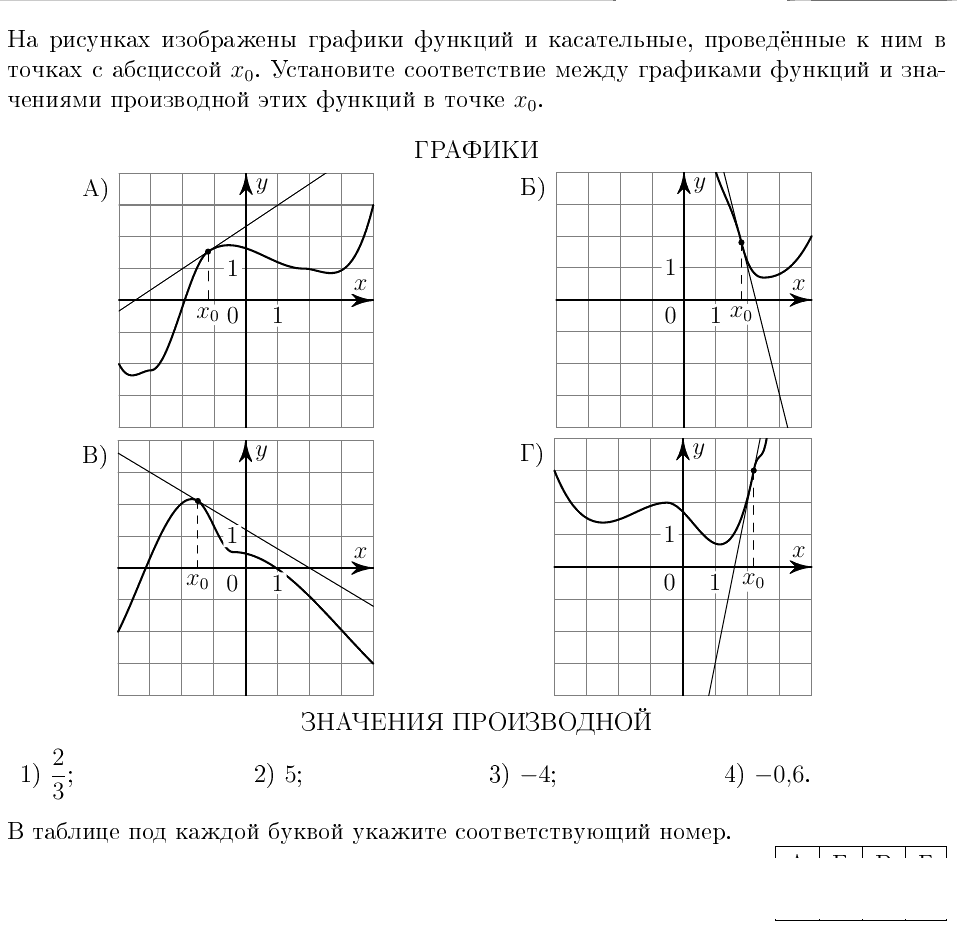 На рисунках изображены графики функций и касательные, проведённые к ним в
точках с абсциссой x₀. Установите соответствие между графиками функций и зна-
чениями производной этих функций в точке x₀.
ГРАФИКИ
А)
y
1
x
x₀ 0 1
Б)
y
1
x
0 1 x₀
В)
y
1
x
x₀ 0 1
Г)
y
1
x
0 1 x₀
ЗНАЧЕНИЯ ПРОИЗВОДНОЙ
1) 2/3; 2) 5; 3) −4; 4) −0,6.
В таблице под каждой буквой укажите соответствующий номер.